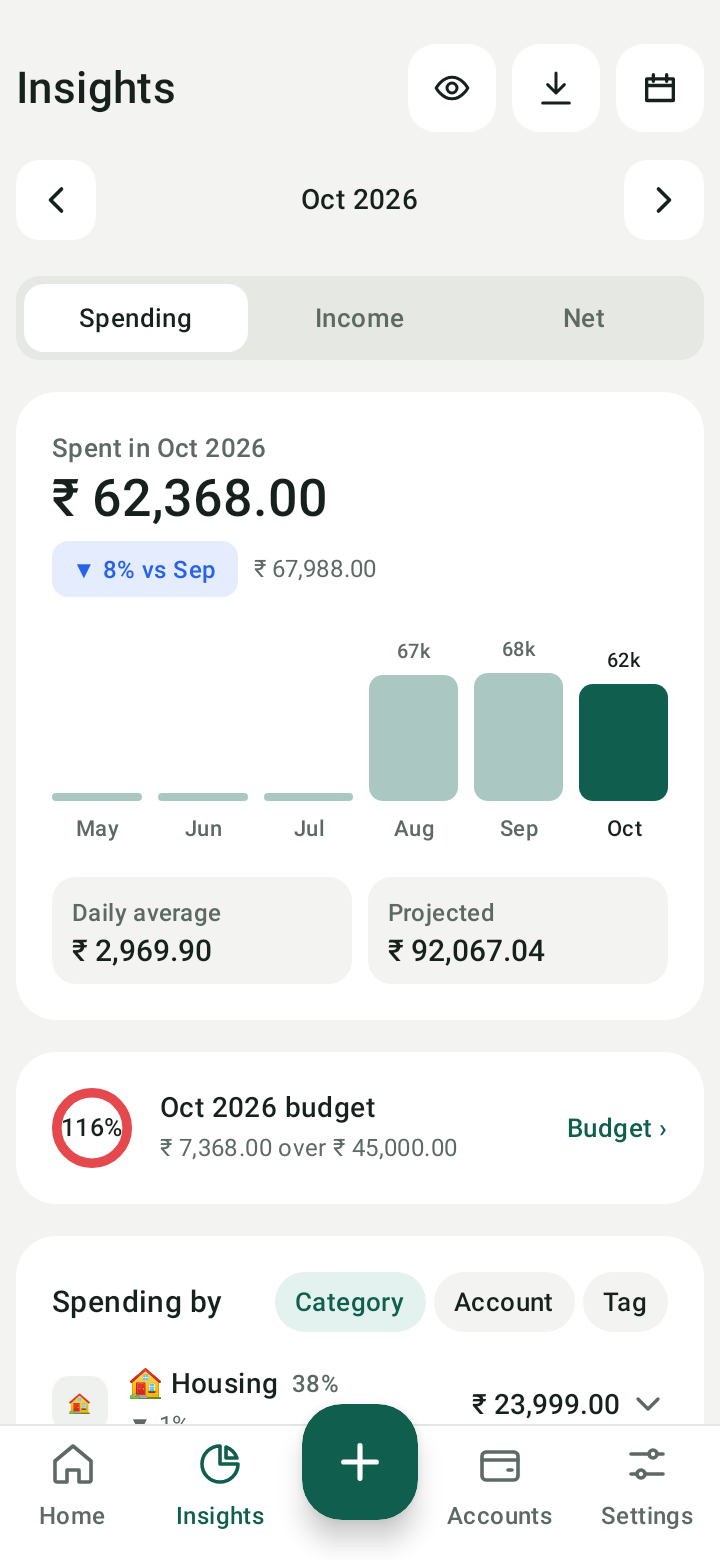 Insights
Oct 2026
Spending Income Net
Spent in Oct 2026
₹ 62,368.00
▼ 8% vs Sep ₹ 67,988.00
67k 68k 62k
May Jun Jul Aug Sep Oct
Daily average Projected
₹ 2,969.90 ₹ 92,067.04
116%
Oct 2026 budget
₹ 7,368.00 over ₹ 45,000.00
Budget ›
Spending by Category Account Tag
Housing 38%
₹ 23,999.00
▼ 1%
Home Insights Accounts Settings